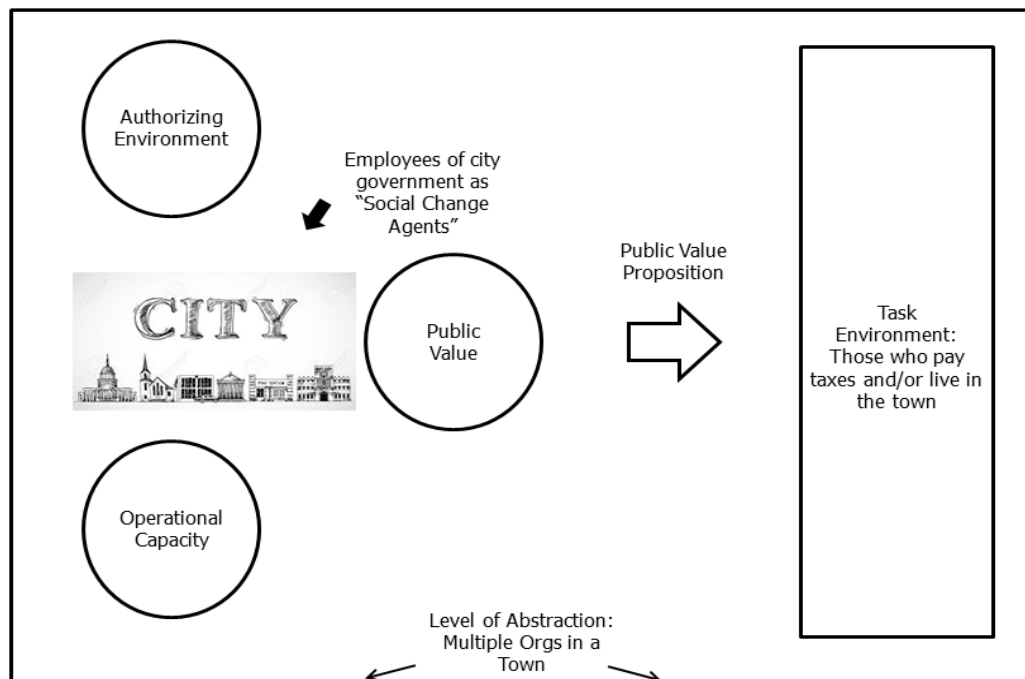 Authorizing
Environment
Employees of city
government as
“Social Change
Agents”
CITY
Public
Value
Public Value
Proposition
Task
Environment:
Those who pay
taxes and/or live in
the town
Operational
Capacity
Level of Abstraction:
Multiple Orgs in a
Town